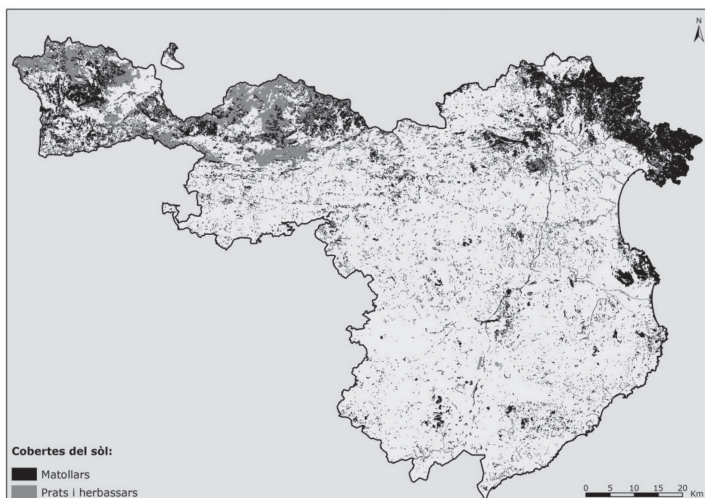 N
Cobertes del sòl:
Matollars
Prats i herbassars
0 5 10 15 20
Km